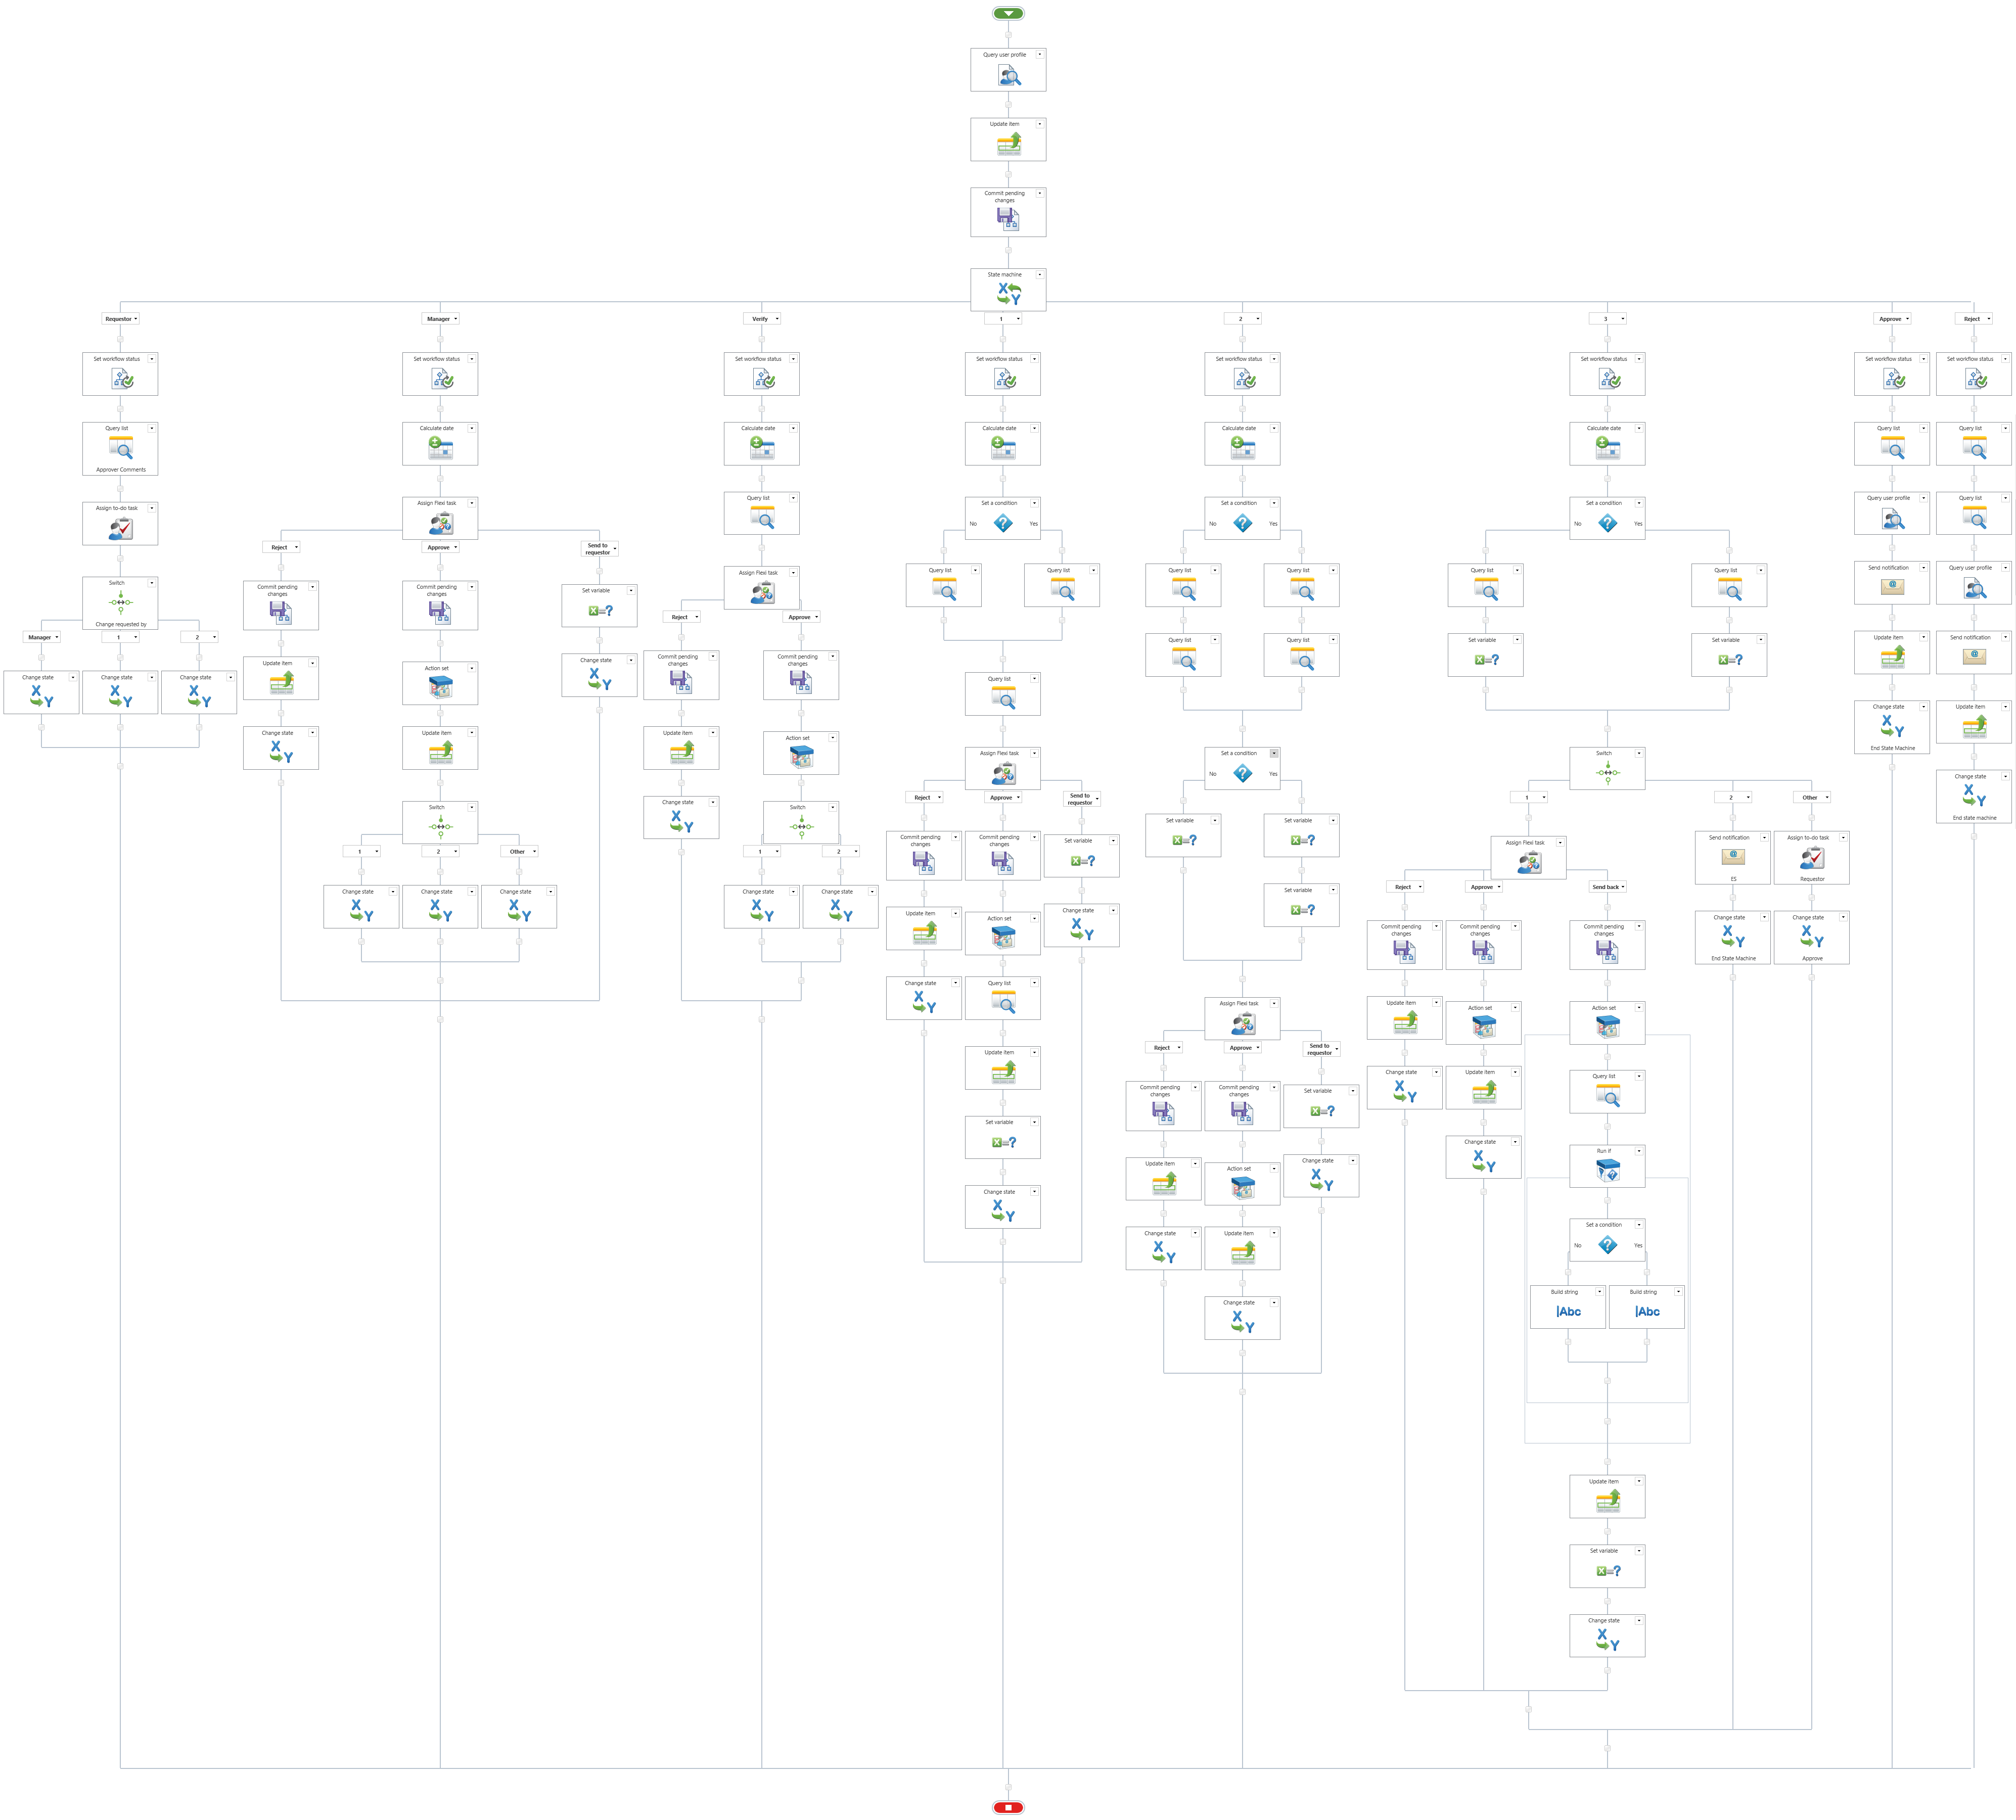 Query user profile
Update item
Commit pending
changes
State machine
Requestor
Manager
Verify
1
2
3
Approve
Reject
Set workflow status
Set workflow status
Set workflow status
Set workflow status
Set workflow status
Set workflow status
Set workflow status
Set workflow status
Query list
Approver Comments
Calculate date
Calculate date
Calculate date
Calculate date
Calculate date
Query list
Query list
Assign to-do task
Assign Flexi task
Query list
Set a condition
No
Yes
Set a condition
No
Yes
Set a condition
No
Yes
Query user profile
Query list
Reject
Approve
Send to
requestor
Switch
Change requested by
Commit pending
changes
Commit pending
changes
Set variable
Assign Flexi task
Query list
Query list
Query list
Query list
Query list
Query list
Send notification
Query user profile
Manager
1
2
Reject
Approve
Change state
Change state
Change state
Update item
Action set
Change state
Commit pending
changes
Commit pending
changes
Query list
Query list
Query list
Set variable
Set variable
Update item
Send notification
Change state
Update item
Update item
Action set
Assign Flexi task
Set a condition
No
Yes
Switch
Change state
End State Machine
Update item
Switch
1
2
Other
Change state
Change state
Change state
Change state
Switch
1
2
Change state
Change state
Reject
Approve
Send to
requestor
Commit pending
changes
Commit pending
changes
Set variable
Update item
Action set
Change state
Change state
Query list
Update item
Set variable
Change state
Set variable
Set variable
Set variable
Assign Flexi task
Reject
Approve
Send to
requestor
Commit pending
changes
Commit pending
changes
Set variable
Update item
Action set
Change state
Change state
Update item
Change state
1
2
Other
Assign Flexi task
Send notification
ES
Assign to-do task
Requestor
Change state
End State Machine
Change state
Approve
Reject
Approve
Send back
Commit pending
changes
Commit pending
changes
Commit pending
changes
Update item
Action set
Action set
Change state
Update item
Query list
Change state
Run if
Set a condition
No
Yes
Build string
|Abc
Build string
|Abc
Update item
Set variable
Change state
Change state
End state machine